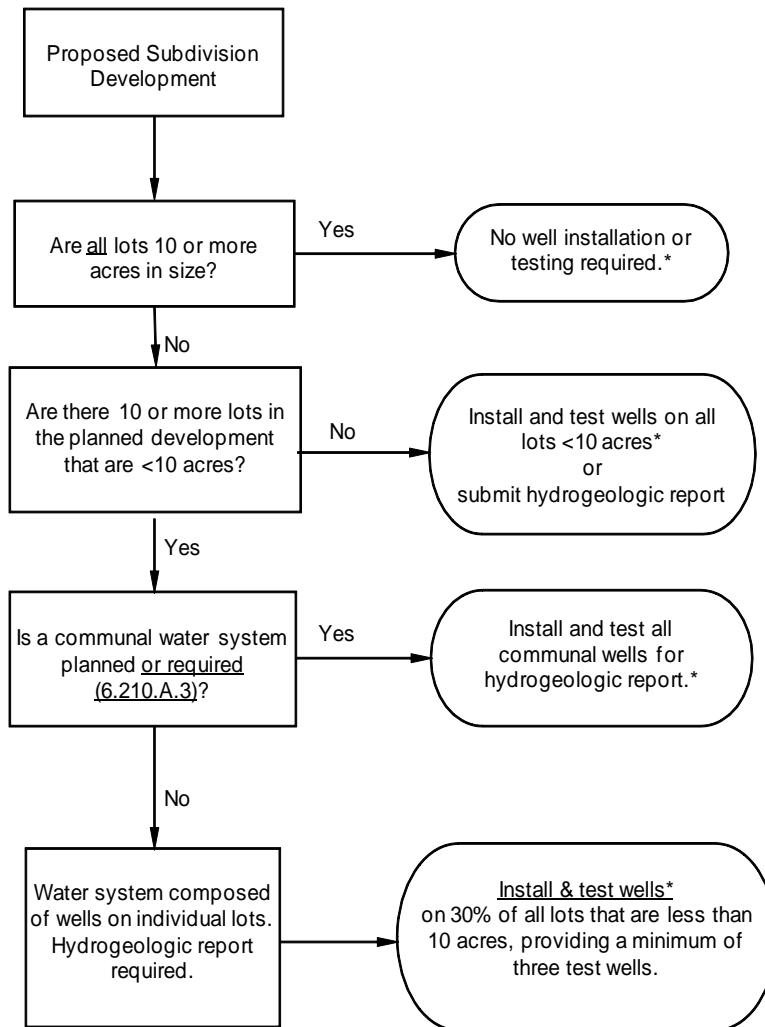 Proposed Subdivision
Development
Are all lots 10 or more
acres in size?
Yes
No well installation or
testing required.*
No
Are there 10 or more lots in
the planned development
that are <10 acres?
No
Install and test wells on all
lots <10 acres*
or
submit hydrogeologic report
Yes
Is a communal water system
planned or required
(6.210.A.3)?
Yes
Install and test all
communal wells for
hydrogeologic report.*
No
Water system composed
of wells on individual lots.
Hydrogeologic report
required.
Install & test wells*
on 30% of all lots that are less than
10 acres, providing a minimum of
three test wells.